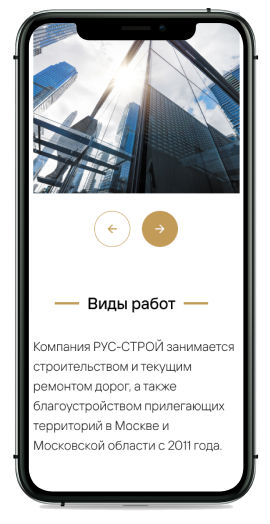 Виды работ
Компания РУС-СТРОЙ занимается
строительством и текущим
ремонтом дорог, а также
благоустройством прилегающих
территорий в Москве и
Московской области с 2011 года.